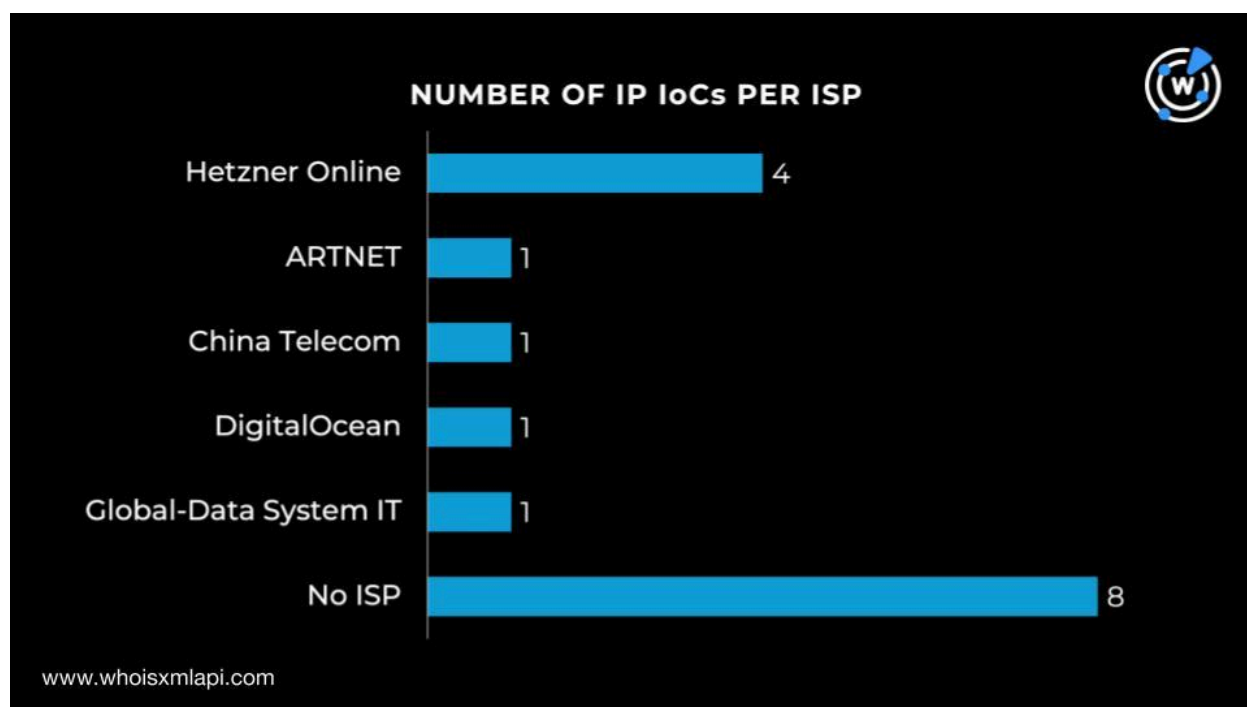 NUMBER OF IP IoCs PER ISP
W
Hetzner Online 4
ARTNET 1
China Telecom 1
DigitalOcean 1
Global-Data System IT 1
No ISP 8
www.whoisxmlapi.com